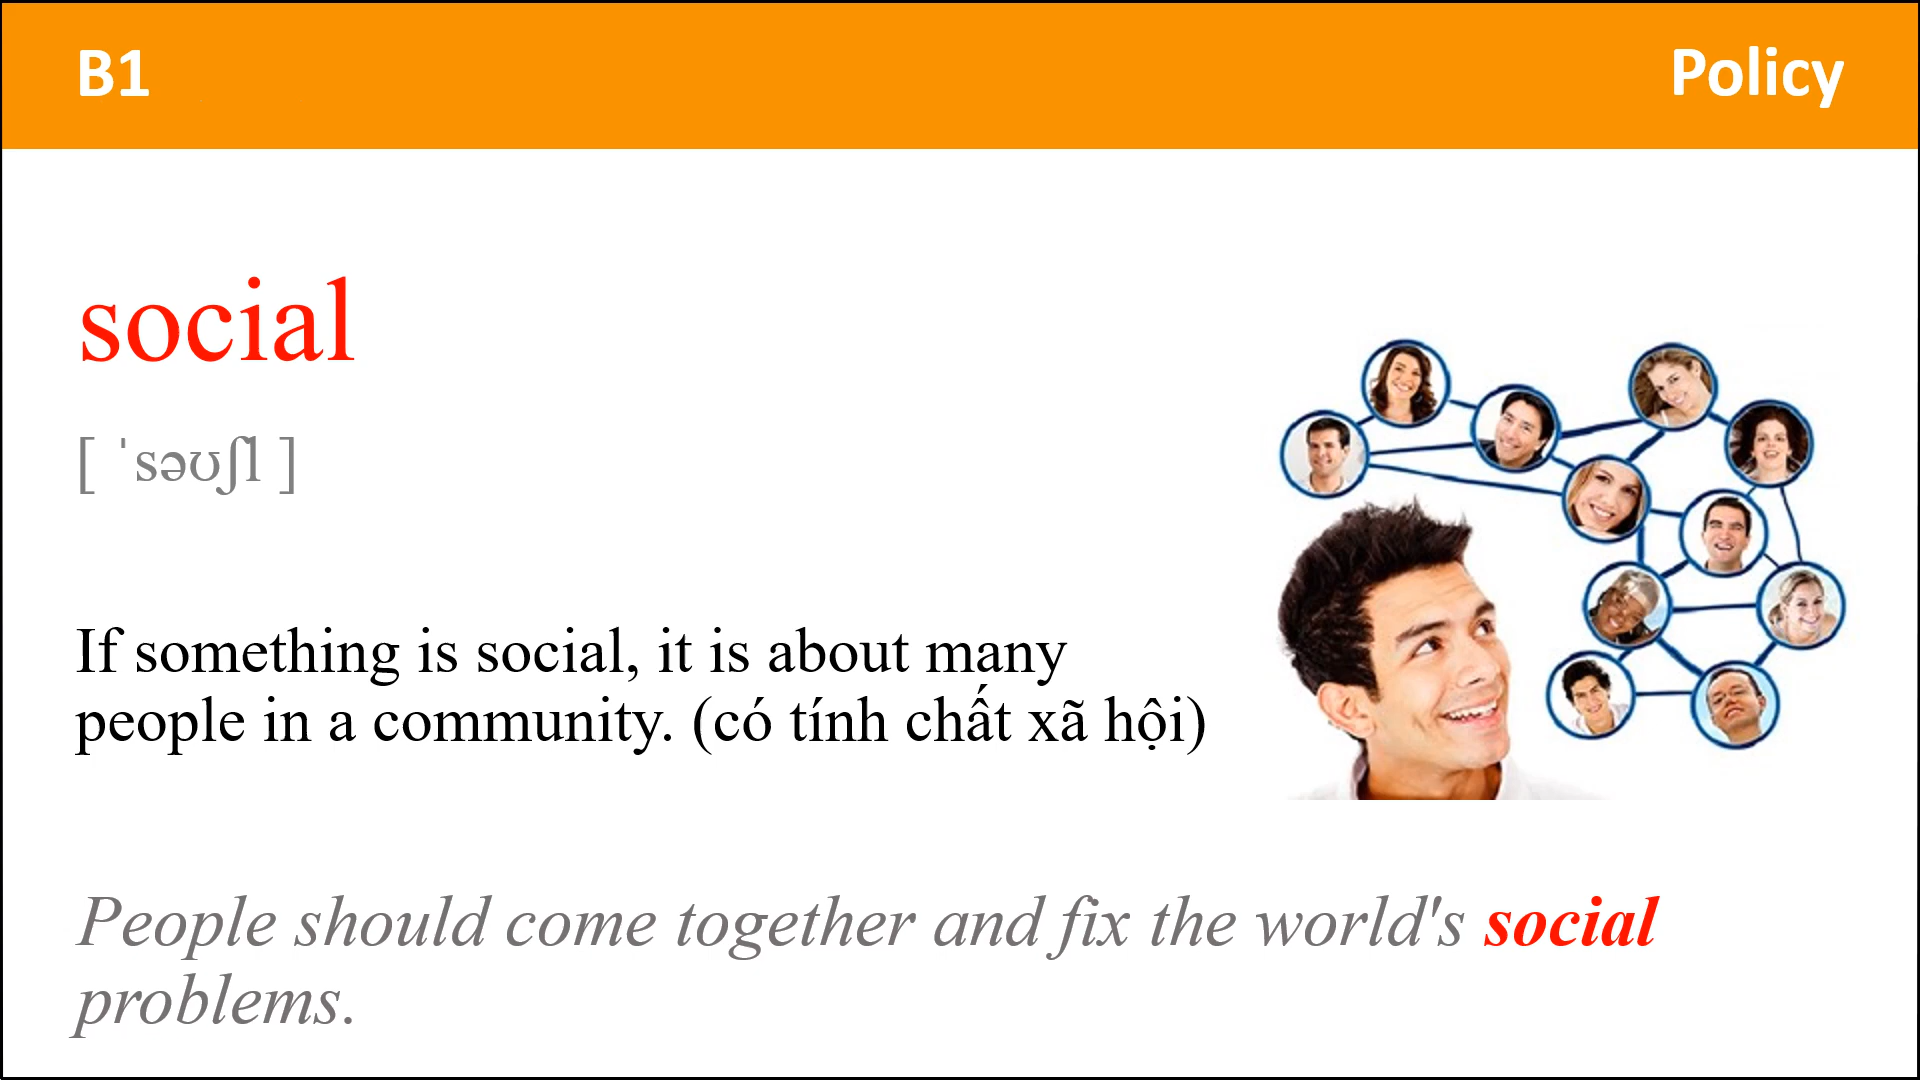 B1
Policy
social
[ ˈsəʊʃl ]
If something is social, it is about many
people in a community. (có tính chất xã hội)
People should come together and fix the world's social
problems.